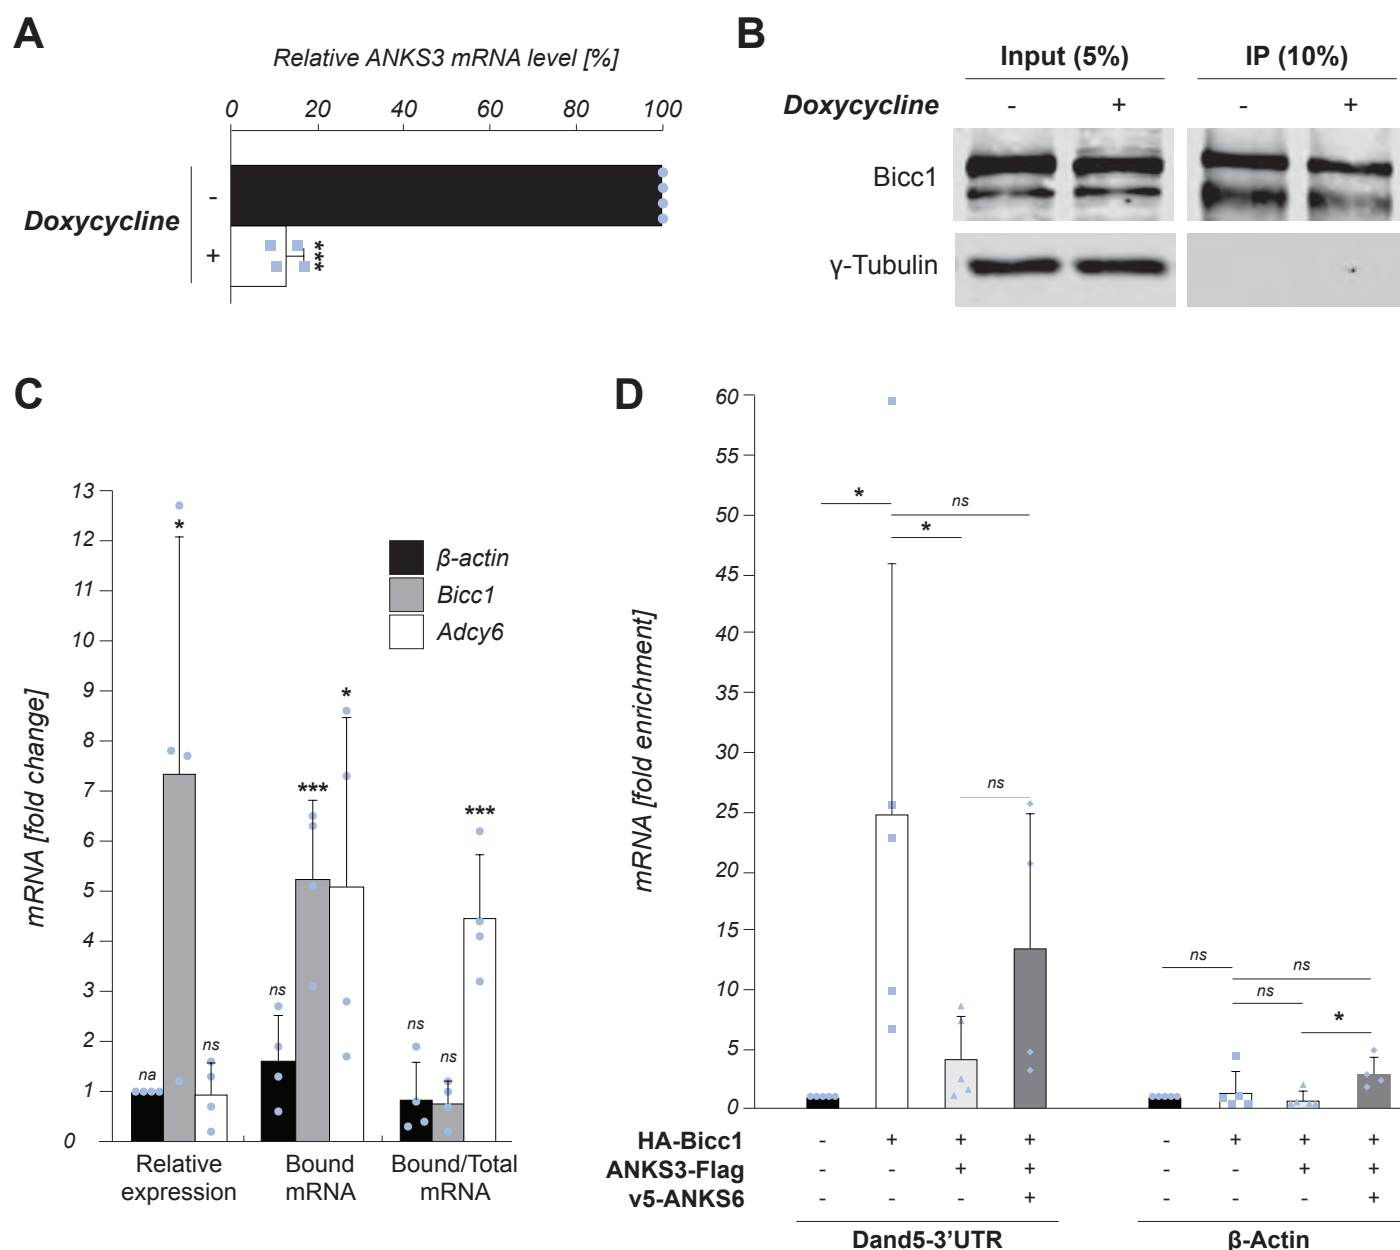 A
Relative ANKS3 mRNA level [%]
0 20 40 60 80 100
Doxycycline
-
+
***
B
Input (5%) IP (10%)
Doxycycline - + - +
Bicc1
γ-Tubulin
C
mRNA [fold change]
13
12
11
10
9
8
7
6
5
4
3
2
1
0
β-actin
Bicc1
Adcy6
na * ns
ns *** *
ns ns ***
Relative expression
Bound mRNA
Bound/Total mRNA
D
mRNA [fold enrichment]
60
55
50
45
40
35
30
25
20
15
10
5
0
* ns
*
ns
ns ns
ns
*
HA-Bicc1 - + + + - + + +
ANKS3-Flag - - + + - - + +
v5-ANKS6 - - - + - - - +
Dand5-3'UTR β-Actin